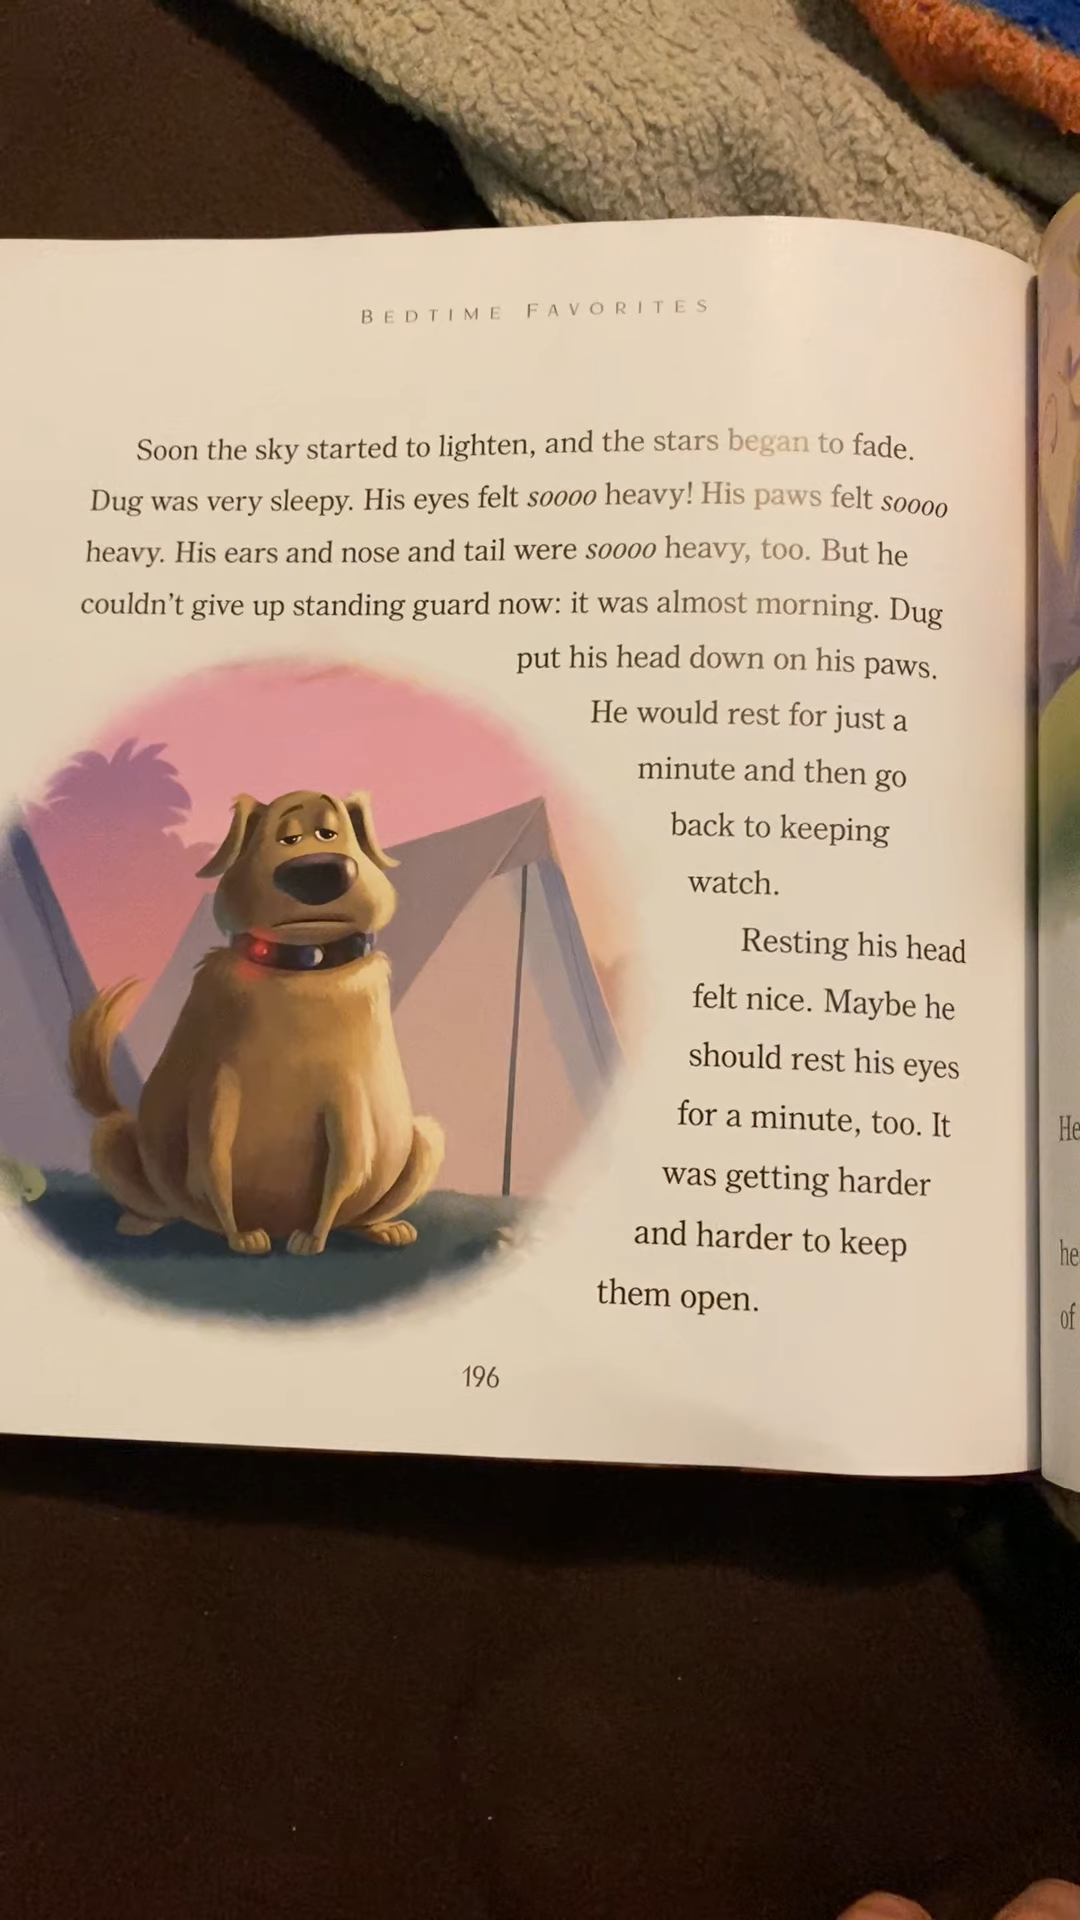 BEDTIME FAVORITES
Soon the sky started to lighten, and the stars began to fade.
Dug was very sleepy. His eyes felt soooo heavy! His paws felt soooo
heavy. His ears and nose and tail were soooo heavy, too. But he
couldn't give up standing guard now: it was almost morning. Dug
put his head down on his paws.
He would rest for just a
minute and then go
back to keeping
watch.
Resting his head
felt nice. Maybe he
should rest his eyes
for a minute, too. It
was getting harder
and harder to keep
them open.
196
He
he
of